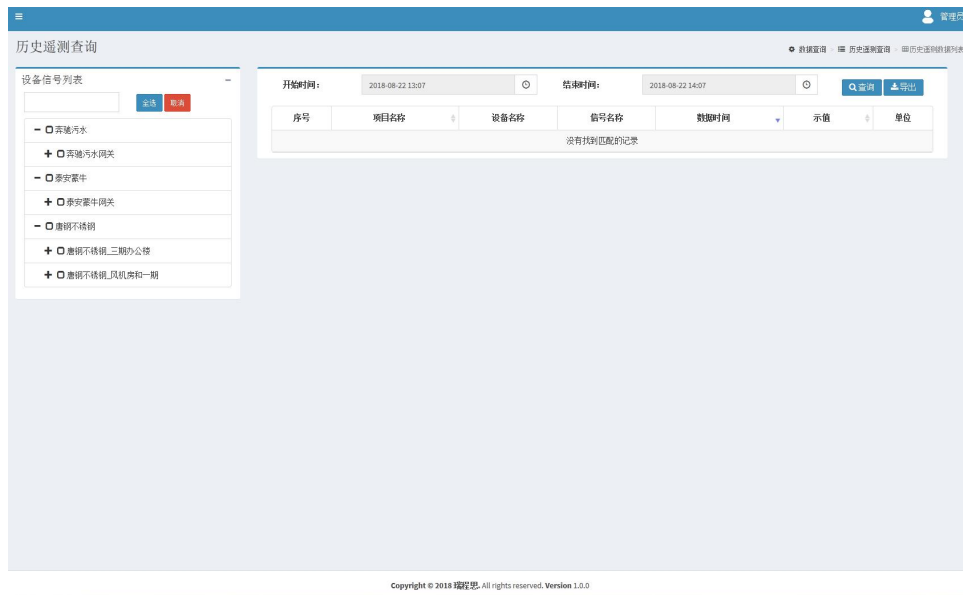 管理员
历史遥测查询
数据查询 > 历史遥测查询 > 历史遥测数据列表
设备信号列表
全选 取消
奔驰污水
奔驰污水网关
泰安蒙牛
泰安蒙牛网关
唐钢不锈钢
唐钢不锈钢_三期办公楼
唐钢不锈钢_风机房和一期
开始时间： 2018-08-22 13:07 结束时间： 2018-08-22 14:07 查询 导出
序号 项目名称 设备名称 信号名称 数据时间 示值 单位
没有找到匹配的记录
Copyright © 2018 瑞程思. All rights reserved. Version 1.0.0